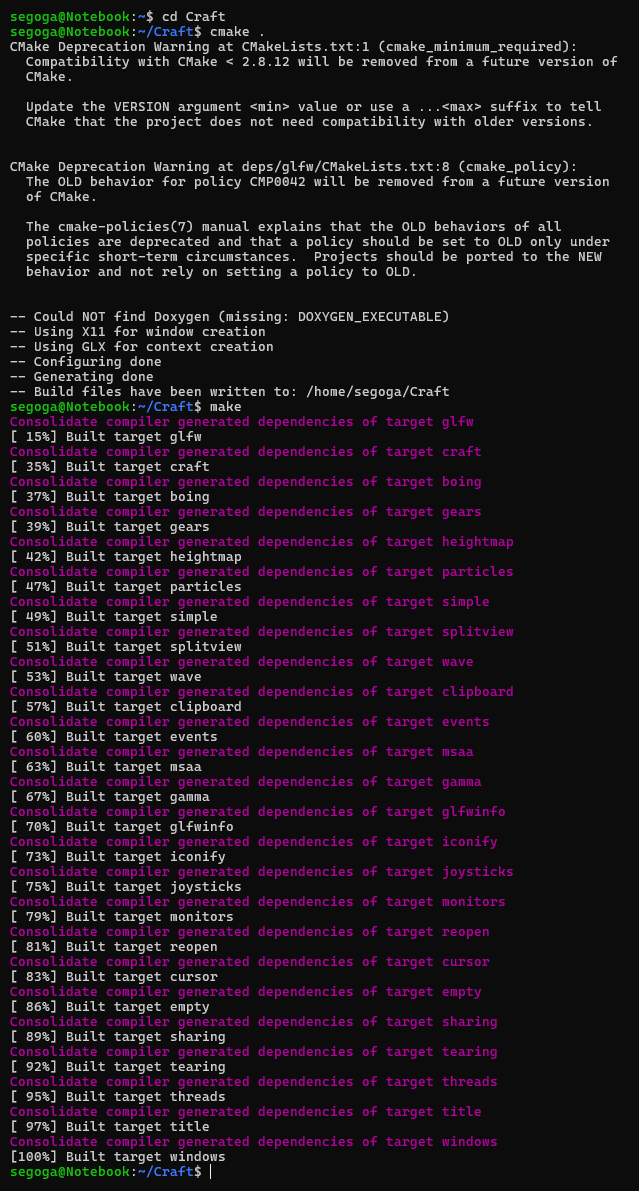 segoga@Notebook:~$ cd Craft
segoga@Notebook:~/Craft$ cmake .
CMake Deprecation Warning at CMakeLists.txt:1 (cmake_minimum_required):
  Compatibility with CMake < 2.8.12 will be removed from a future version of
  CMake.

  Update the VERSION argument <min> value or use a ...<max> suffix to tell
  CMake that the project does not need compatibility with older versions.


CMake Deprecation Warning at deps/glfw/CMakeLists.txt:8 (cmake_policy):
  The OLD behavior for policy CMP0042 will be removed from a future version
  of CMake.

  The cmake-policies(7) manual explains that the OLD behaviors of all
  policies are deprecated and that a policy should be set to OLD only under
  specific short-term circumstances.  Projects should be ported to the NEW
  behavior and not rely on setting a policy to OLD.


-- Could NOT find Doxygen (missing: DOXYGEN_EXECUTABLE)
-- Using X11 for window creation
-- Using GLX for context creation
-- Configuring done
-- Generating done
-- Build files have been written to: /home/segoga/Craft
segoga@Notebook:~/Craft$ make
Consolidate compiler generated dependencies of target glfw
[ 15%] Built target glfw
Consolidate compiler generated dependencies of target craft
[ 35%] Built target craft
Consolidate compiler generated dependencies of target boing
[ 37%] Built target boing
Consolidate compiler generated dependencies of target gears
[ 39%] Built target gears
Consolidate compiler generated dependencies of target heightmap
[ 42%] Built target heightmap
Consolidate compiler generated dependencies of target particles
[ 47%] Built target particles
Consolidate compiler generated dependencies of target simple
[ 49%] Built target simple
Consolidate compiler generated dependencies of target splitview
[ 51%] Built target splitview
Consolidate compiler generated dependencies of target wave
[ 53%] Built target wave
Consolidate compiler generated dependencies of target clipboard
[ 57%] Built target clipboard
Consolidate compiler generated dependencies of target events
[ 60%] Built target events
Consolidate compiler generated dependencies of target msaa
[ 63%] Built target msaa
Consolidate compiler generated dependencies of target gamma
[ 67%] Built target gamma
Consolidate compiler generated dependencies of target glfwinfo
[ 70%] Built target glfwinfo
Consolidate compiler generated dependencies of target iconify
[ 73%] Built target iconify
Consolidate compiler generated dependencies of target joysticks
[ 75%] Built target joysticks
Consolidate compiler generated dependencies of target monitors
[ 79%] Built target monitors
Consolidate compiler generated dependencies of target reopen
[ 81%] Built target reopen
Consolidate compiler generated dependencies of target cursor
[ 83%] Built target cursor
Consolidate compiler generated dependencies of target empty
[ 86%] Built target empty
Consolidate compiler generated dependencies of target sharing
[ 89%] Built target sharing
Consolidate compiler generated dependencies of target tearing
[ 92%] Built target tearing
Consolidate compiler generated dependencies of target threads
[ 95%] Built target threads
Consolidate compiler generated dependencies of target title
[ 97%] Built target title
Consolidate compiler generated dependencies of target windows
[100%] Built target windows
segoga@Notebook:~/Craft$